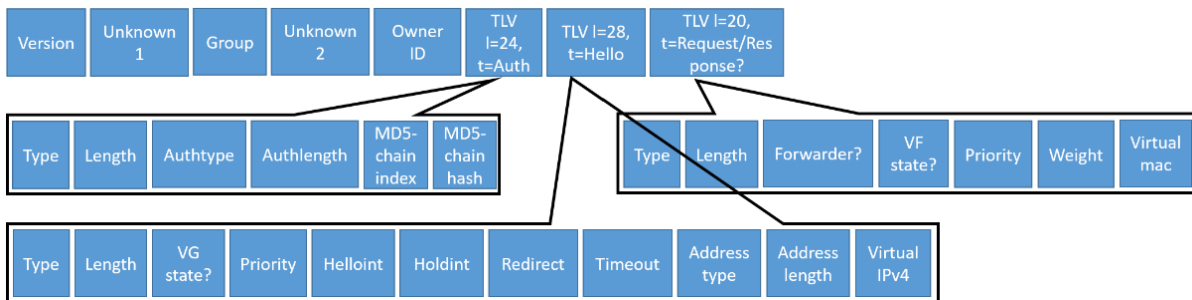 Version
Unknown
1
Group
Unknown
2
Owner
ID
TLV
l=24,
t=Auth
TLV l=28,
t=Hello
TLV l=20,
t=Request/Res
ponse?
Type
Length
Authtype
Authlength
MD5-
chain
index
MD5-
chain
hash
Type
Length
Forwarder?
VF
state?
Priority
Weight
Virtual
mac
Type
Length
VG
state?
Priority
Helloint
Holdint
Redirect
Timeout
Address
type
Address
length
Virtual
IPv4